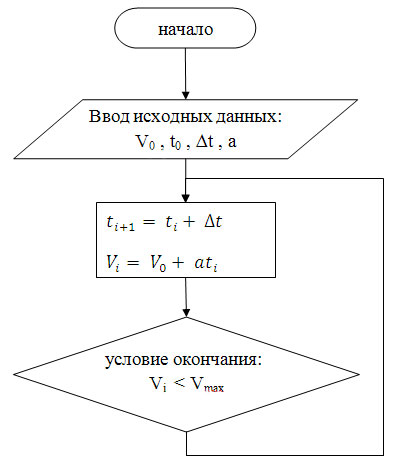 начало
Ввод исходных данных:
V₀ , t₀ , Δt , a
tᵢ₊₁ = tᵢ + Δt
Vᵢ = V₀ + atᵢ
условие окончания:
Vᵢ < Vₘₐₓ